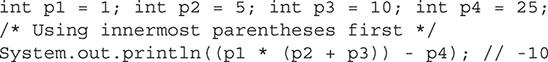 int p1 = 1; int p2 = 5; int p3 = 10; int p4 = 25;
/* Using innermost parentheses first */
System.out.println((p1 * (p2 + p3)) - p4); // -10